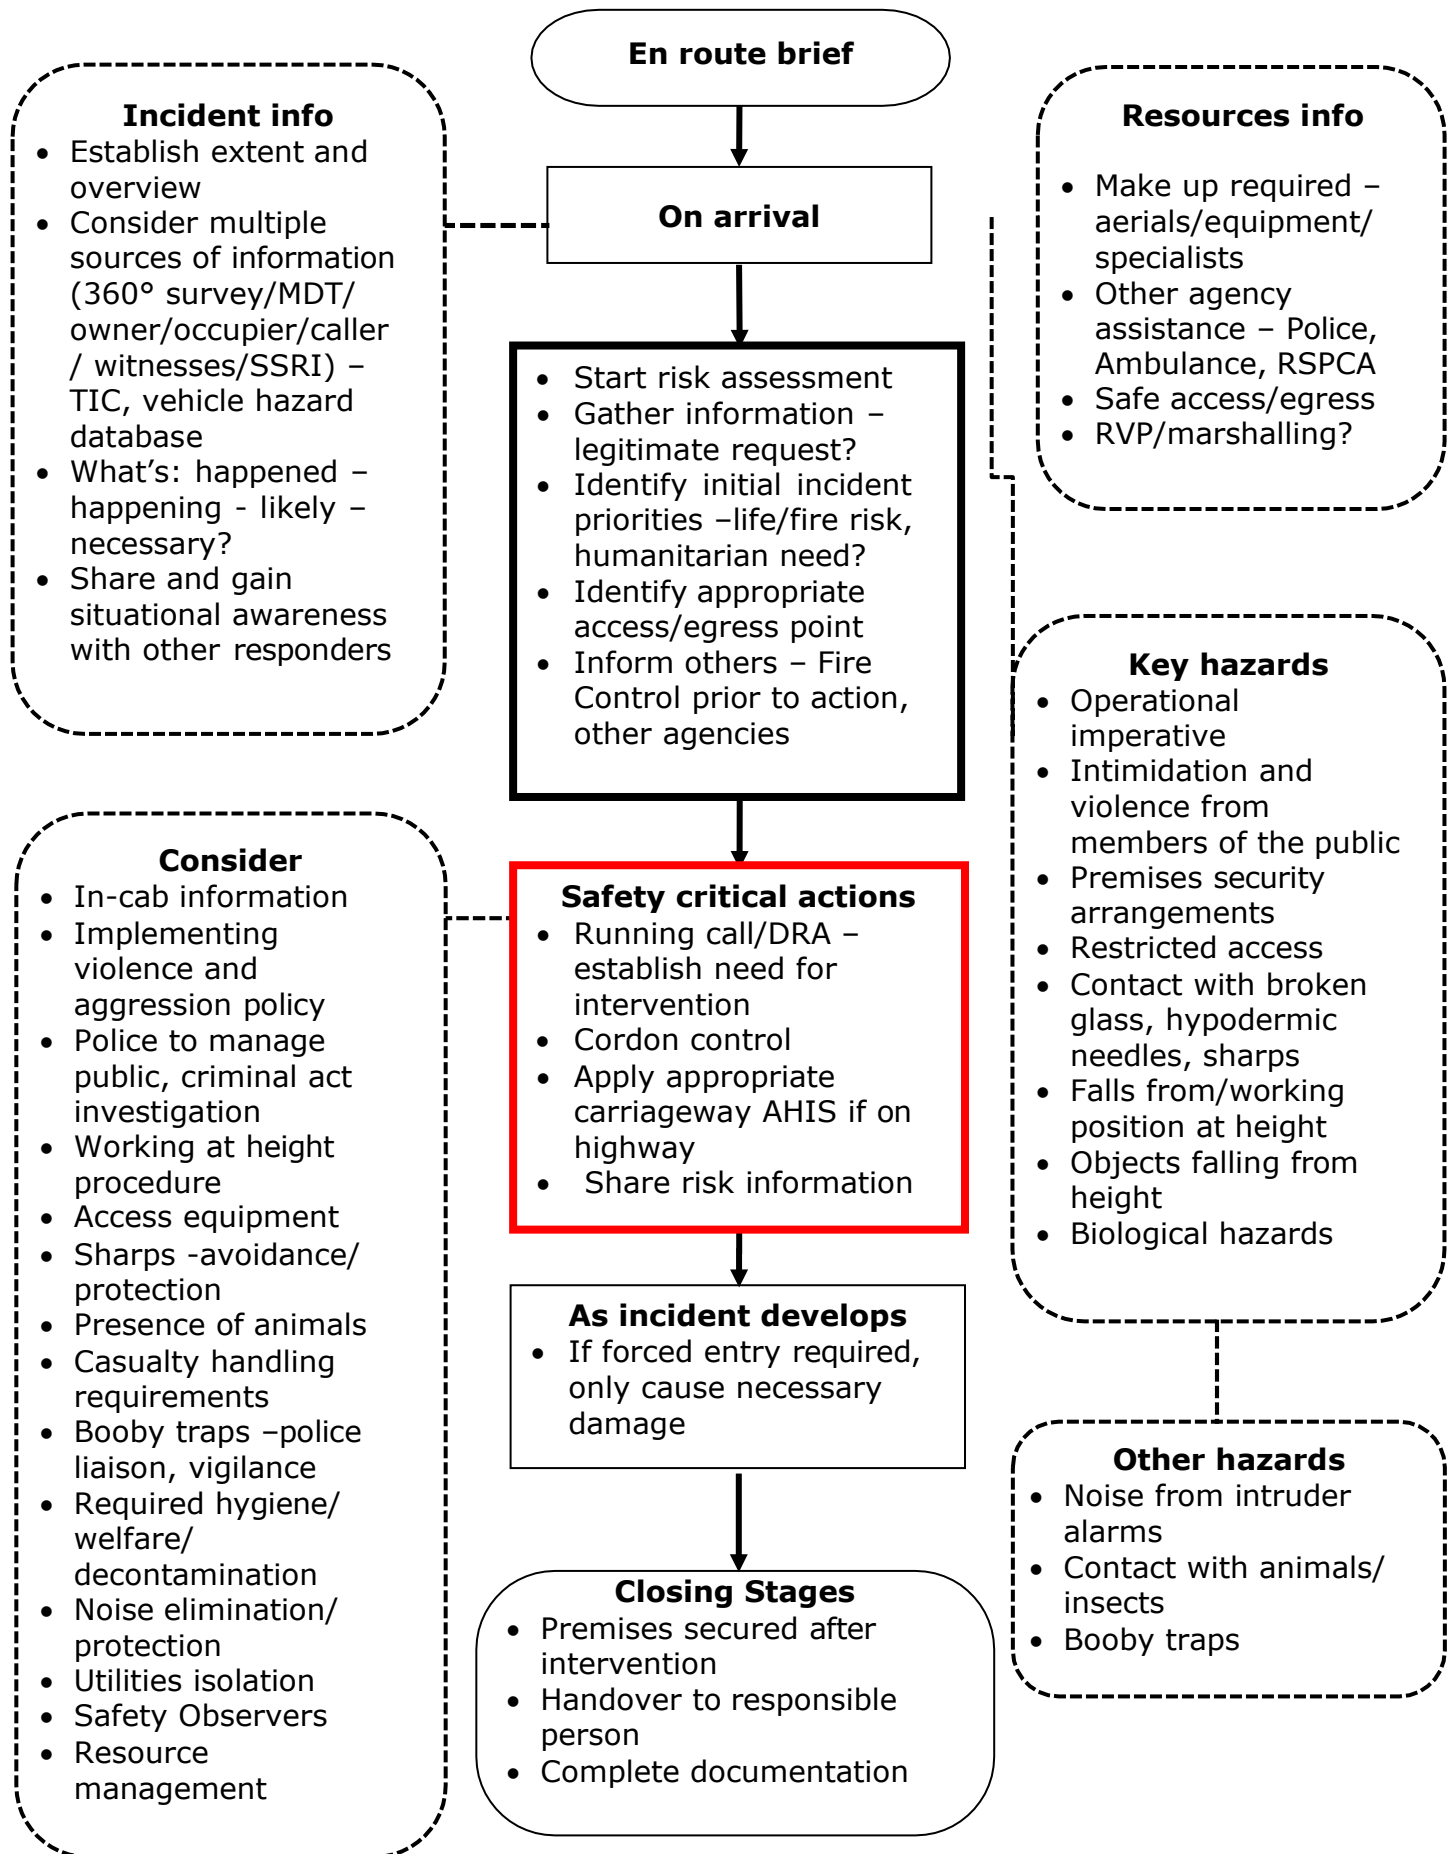 En route brief
Incident info
• Establish extent and
overview
• Consider multiple
sources of information
(360° survey/MDT/
owner/occupier/caller
/ witnesses/SSRI) –
TIC, vehicle hazard
database
• What's: happened –
happening - likely –
necessary?
• Share and gain
situational awareness
with other responders
On arrival
Resources info
• Make up required –
aerials/equipment/
specialists
• Other agency
assistance – Police,
Ambulance, RSPCA
• Safe access/egress
• RVP/marshalling?
• Start risk assessment
• Gather information –
legitimate request?
• Identify initial incident
priorities –life/fire risk,
humanitarian need?
• Identify appropriate
access/egress point
• Inform others – Fire
Control prior to action,
other agencies
Key hazards
• Operational
imperative
• Intimidation and
violence from
members of the public
• Premises security
arrangements
• Restricted access
• Contact with broken
glass, hypodermic
needles, sharps
• Falls from/working
position at height
• Objects falling from
height
• Biological hazards
Consider
• In-cab information
• Implementing
violence and
aggression policy
• Police to manage
public, criminal act
investigation
• Working at height
procedure
• Access equipment
• Sharps -avoidance/
protection
• Presence of animals
• Casualty handling
requirements
• Booby traps –police
liaison, vigilance
• Required hygiene/
welfare/
decontamination
• Noise elimination/
protection
• Utilities isolation
• Safety Observers
• Resource
management
Safety critical actions
• Running call/DRA –
establish need for
intervention
• Cordon control
• Apply appropriate
carriageway AHIS if on
highway
• Share risk information
As incident develops
• If forced entry required,
only cause necessary
damage
Other hazards
• Noise from intruder
alarms
• Contact with animals/
insects
• Booby traps
Closing Stages
• Premises secured after
intervention
• Handover to responsible
person
• Complete documentation